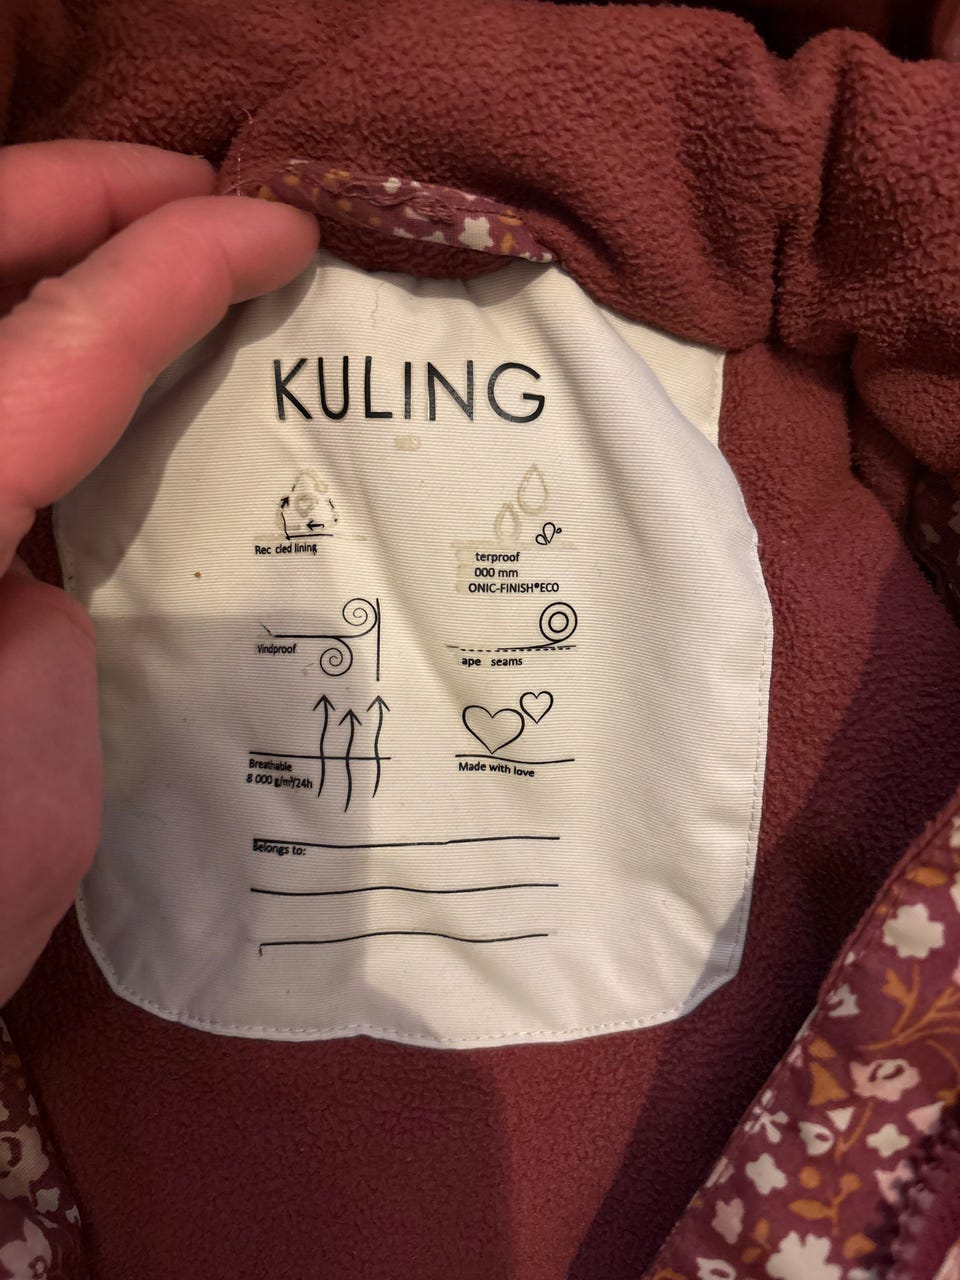 KULING
Rec cled lining
terproof
000 mm
ONIC-FINISH®ECO
Vindproof
ape seams
Breathable
8 000 g/m²/24h
Made with love
Belongs to: